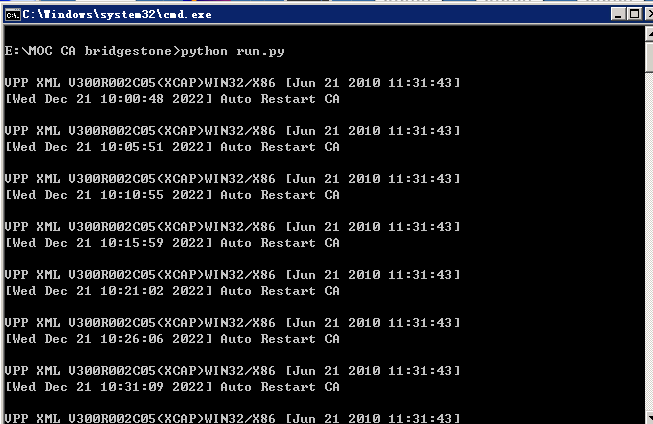 C:\Windows\system32\cmd.exe
E:\MOC CA bridgestone>python run.py
VPP XML V300R002C05(XCAP)WIN32/X86 [Jun 21 2010 11:31:43]
[Wed Dec 21 10:00:48 2022] Auto Restart CA
VPP XML V300R002C05(XCAP)WIN32/X86 [Jun 21 2010 11:31:43]
[Wed Dec 21 10:05:51 2022] Auto Restart CA
VPP XML V300R002C05(XCAP)WIN32/X86 [Jun 21 2010 11:31:43]
[Wed Dec 21 10:10:55 2022] Auto Restart CA
VPP XML V300R002C05(XCAP)WIN32/X86 [Jun 21 2010 11:31:43]
[Wed Dec 21 10:15:59 2022] Auto Restart CA
VPP XML V300R002C05(XCAP)WIN32/X86 [Jun 21 2010 11:31:43]
[Wed Dec 21 10:21:02 2022] Auto Restart CA
VPP XML V300R002C05(XCAP)WIN32/X86 [Jun 21 2010 11:31:43]
[Wed Dec 21 10:26:06 2022] Auto Restart CA
VPP XML V300R002C05(XCAP)WIN32/X86 [Jun 21 2010 11:31:43]
[Wed Dec 21 10:31:09 2022] Auto Restart CA
VPP XML V300R002C05(XCAP)WIN32/X86 [Jun 21 2010 11:31:43]